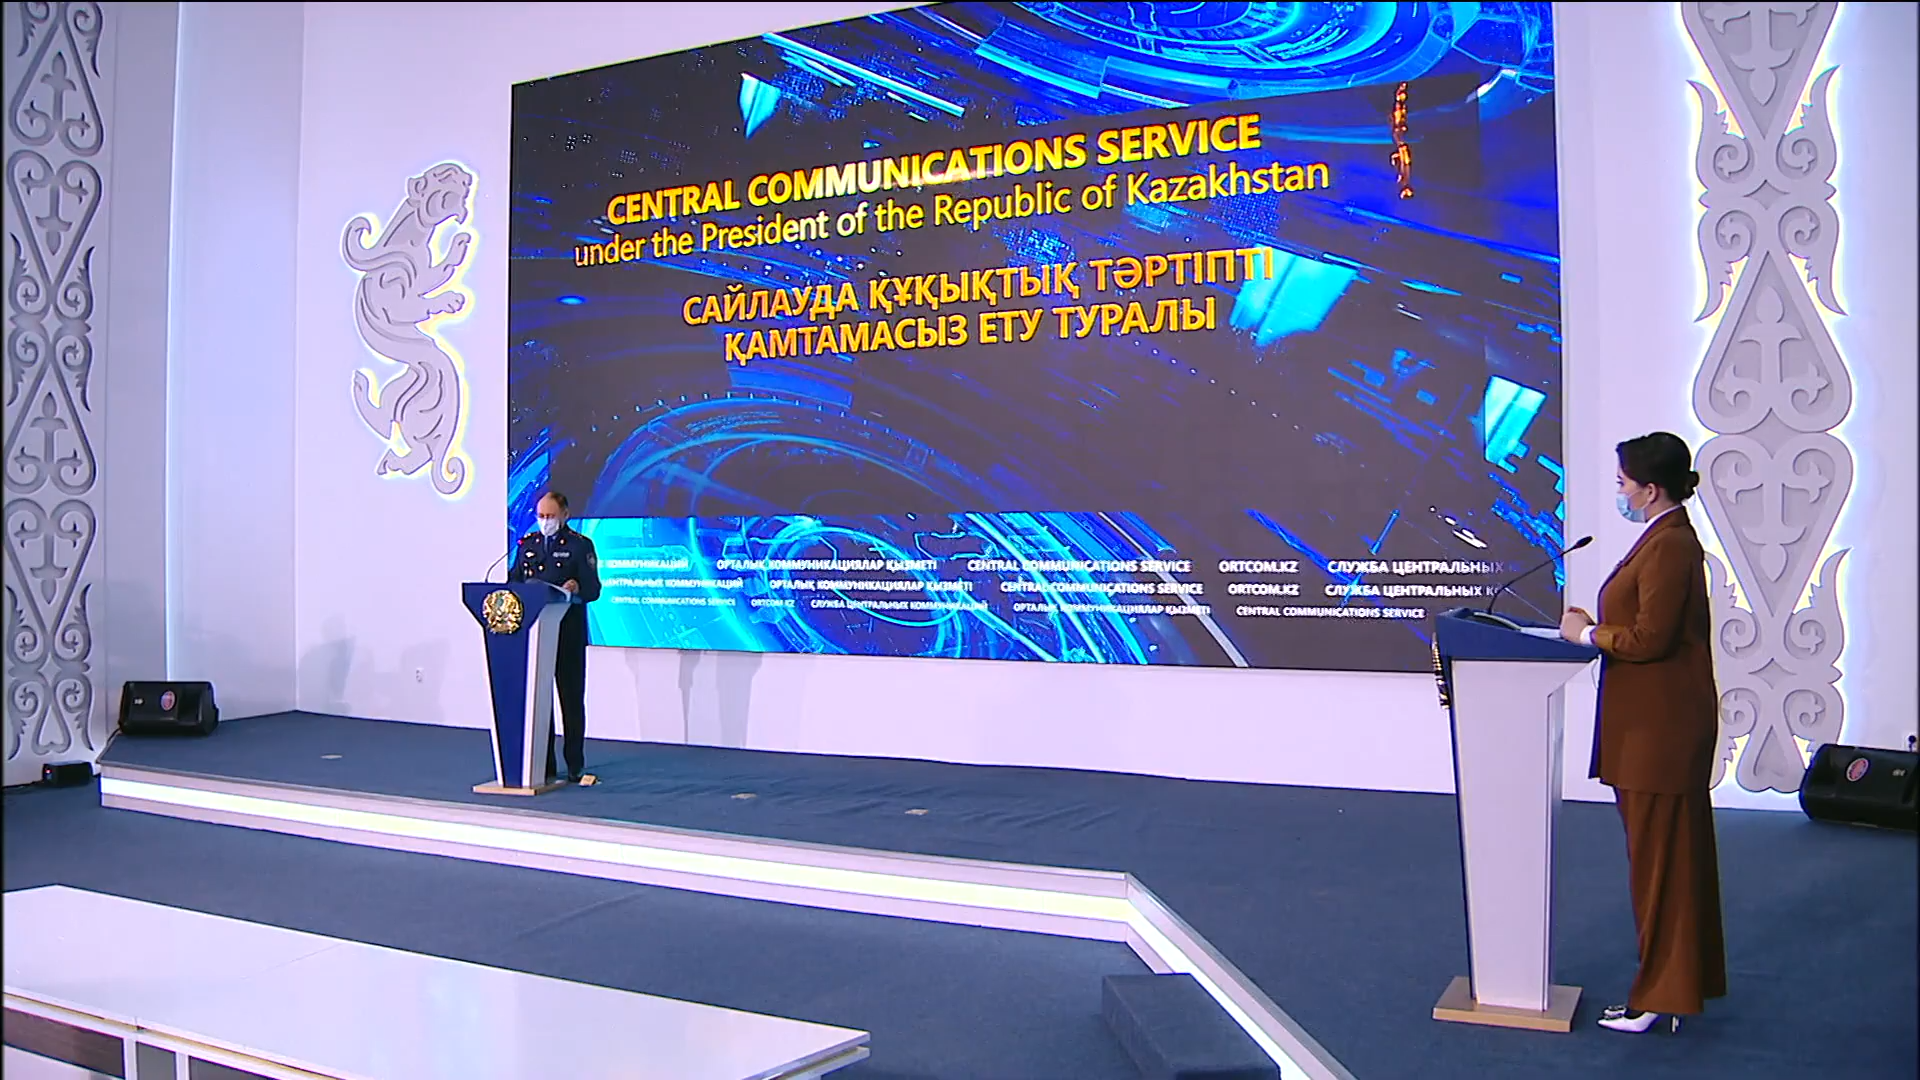 CENTRAL COMMUNICATIONS SERVICE
under the President of the Republic of Kazakhstan
САЙЛАУДА ҚҰҚЫҚТЫҚ ТӘРТІПТІ
ҚАМТАМАСЫЗ ЕТУ ТУРАЛЫ
КОММУНИКАЦИЙ ОРТАЛЫҚ КОММУНИКАЦИЯЛАР ҚЫЗМЕТІ CENTRAL COMMUNICATIONS SERVICE ORTCOM.KZ СЛУЖБА ЦЕНТРАЛЬНЫХ
КОММУНИКАЦИЙ ОРТАЛЫҚ КОММУНИКАЦИЯЛАР ҚЫЗМЕТІ CENTRAL COMMUNICATIONS SERVICE ORTCOM.KZ СЛУЖБА ЦЕНТРАЛЬНЫХ
CENTRAL COMMUNICATIONS SERVICE ORTCOM.KZ СЛУЖБА ЦЕНТРАЛЬНЫХ КОММУНИКАЦИЙ ОРТАЛЫҚ КОММУНИКАЦИЯЛАР ҚЫЗМЕТІ CENTRAL COMMUNICATIONS SERVICE